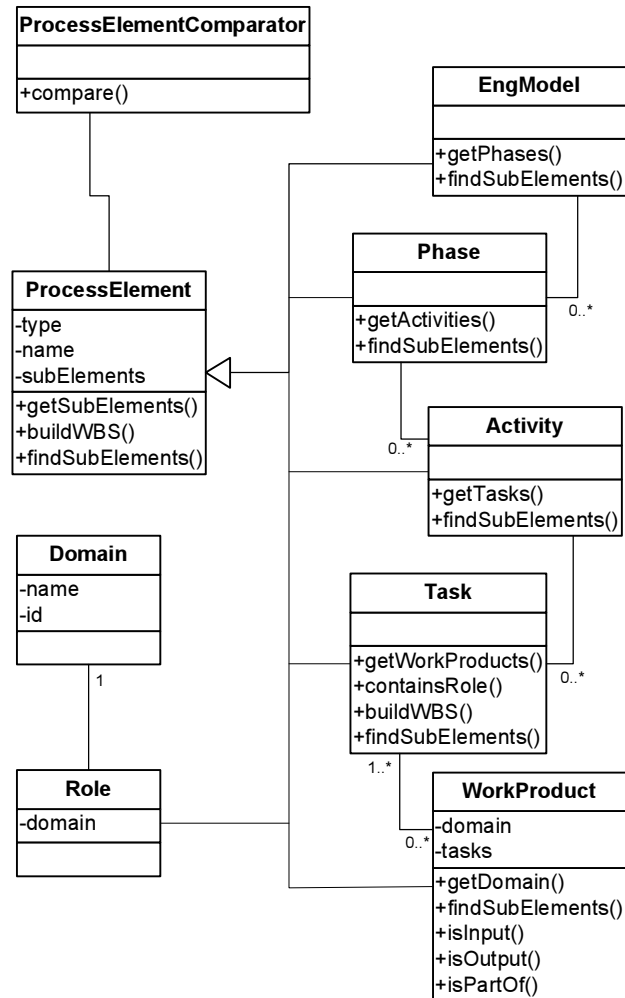 ProcessElementComparator
+compare()
EngModel
+getPhases()
+findSubElements()
Phase
+getActivities()
+findSubElements()
0..*
ProcessElement
-type
-name
-subElements
+getSubElements()
+buildWBS()
+findSubElements()
Activity
+getTasks()
+findSubElements()
0..*
Domain
-name
-id
1
Task
+getWorkProducts()
+containsRole()
+buildWBS()
+findSubElements()
0..*
1..*
Role
-domain
WorkProduct
-domain
-tasks
+getDomain()
+findSubElements()
+isInput()
+isOutput()
+isPartOf()
0..*